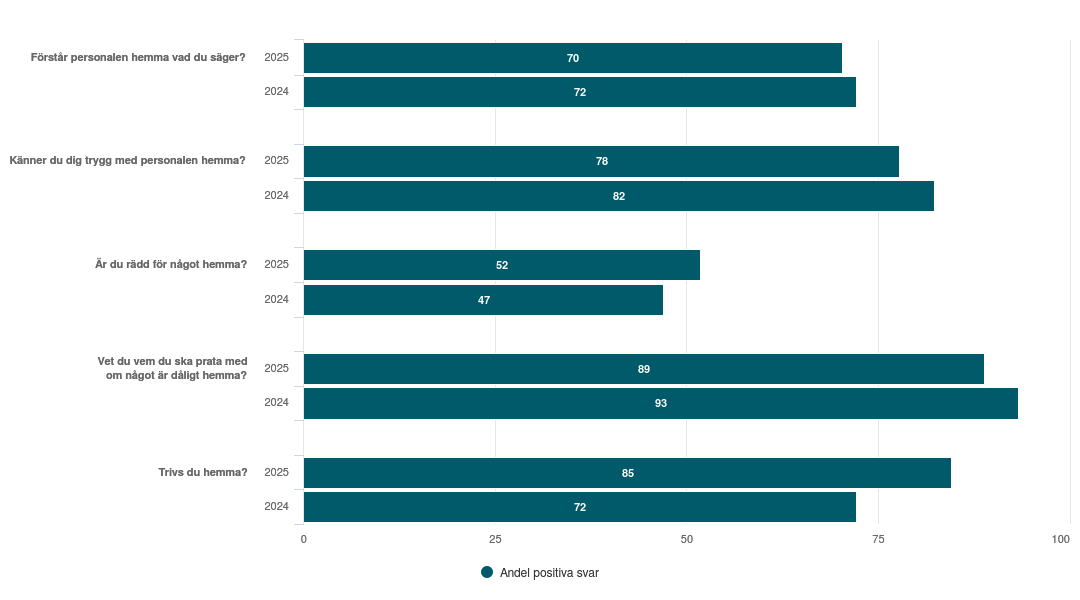 Förstår personalen hemma vad du säger? 2025 70
2024 72
Känner du dig trygg med personalen hemma? 2025 78
2024 82
Är du rädd för något hemma? 2025 52
2024 47
Vet du vem du ska prata med
om något är dåligt hemma? 2025 89
2024 93
Trivs du hemma? 2025 85
2024 72
0 25 50 75 100
Andel positiva svar